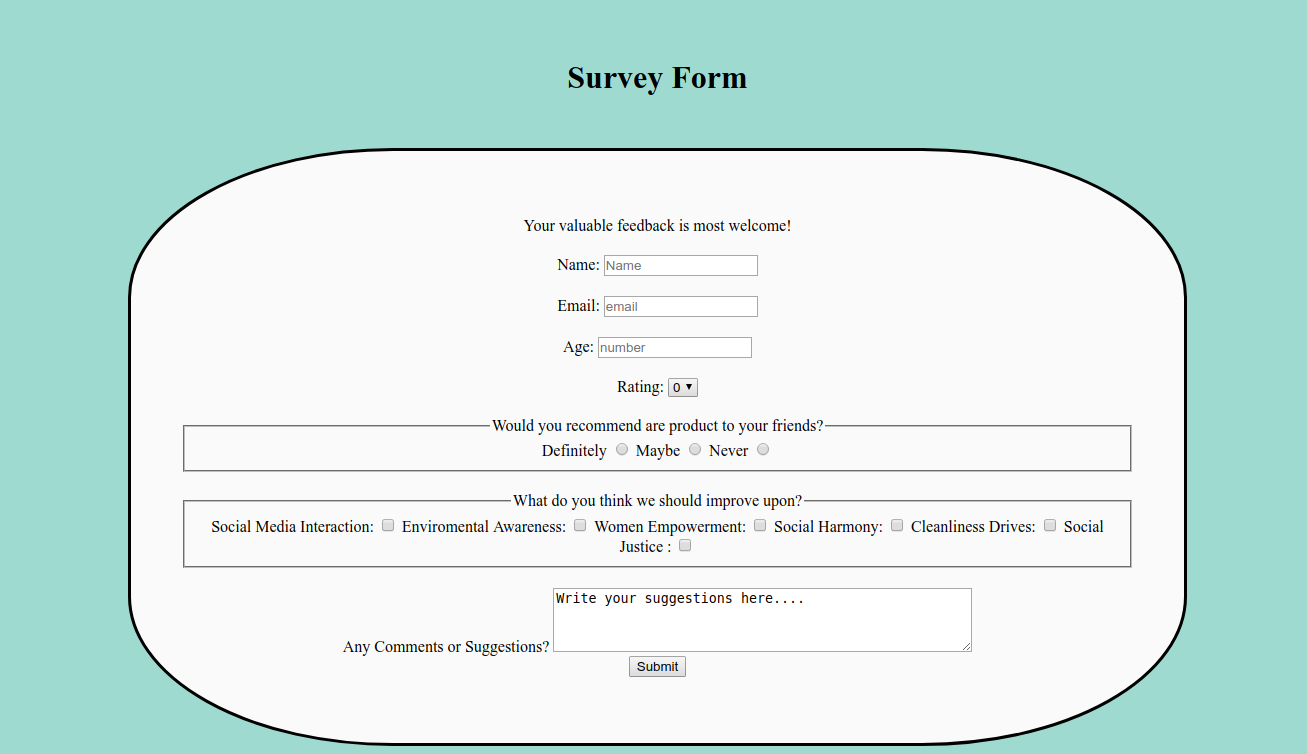 Survey Form
Your valuable feedback is most welcome!
Name: Name
Email: email
Age: number
Rating: 0
Would you recommend are product to your friends?
Definitely Maybe Never
What do you think we should improve upon?
Social Media Interaction: Enviromental Awareness: Women Empowerment: Social Harmony: Cleanliness Drives: Social
Justice :
Write your suggestions here....
Any Comments or Suggestions?
Submit